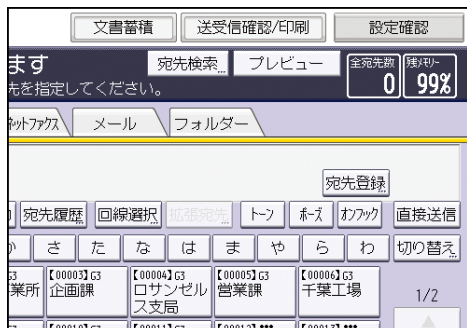 文書蓄積 送受信確認/印刷 設定確認
ます 宛先検索 プレビュー 全宛先数 残ﾒﾓﾘｰ
先を指定してください。 0 99%
ﾈｯﾄﾌｧｸｽ メール フォルダー
宛先登録
宛先履歴 回線選択 拡張宛先 ﾄｰﾝ ﾎﾟｰｽﾞ ｵﾝﾌｯｸ 直接送信
か さ た な は ま や ら わ 切り替え
G3 【00003】G3 【00004】G3 【00005】G3 【00006】G3
業所 企画課 ロサンゼル 営業課 千葉工場 1/2
ス支局